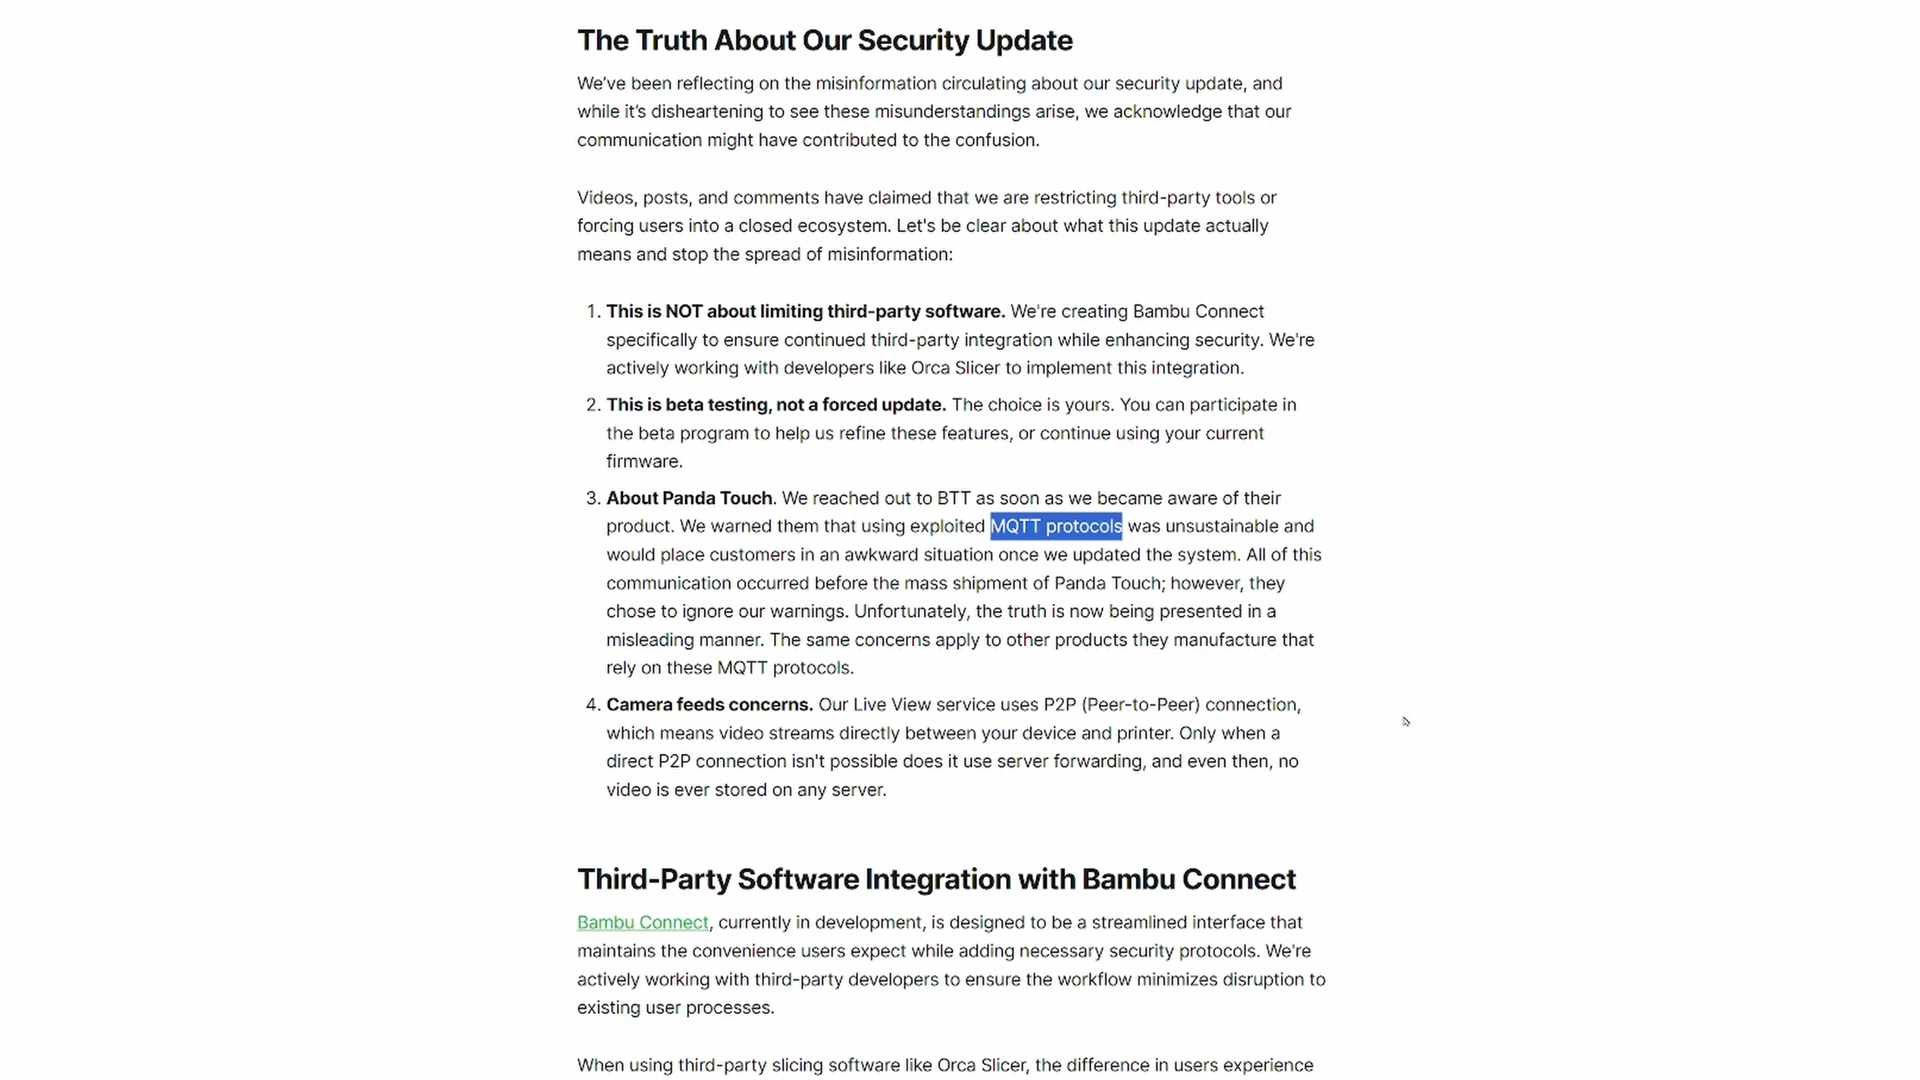 The Truth About Our Security Update
We’ve been reflecting on the misinformation circulating about our security update, and
while it’s disheartening to see these misunderstandings arise, we acknowledge that our
communication might have contributed to the confusion.
Videos, posts, and comments have claimed that we are restricting third-party tools or
forcing users into a closed ecosystem. Let's be clear about what this update actually
means and stop the spread of misinformation:
1. This is NOT about limiting third-party software. We're creating Bambu Connect
specifically to ensure continued third-party integration while enhancing security. We're
actively working with developers like Orca Slicer to implement this integration.
2. This is beta testing, not a forced update. The choice is yours. You can participate in
the beta program to help us refine these features, or continue using your current
firmware.
3. About Panda Touch. We reached out to BTT as soon as we became aware of their
product. We warned them that using exploited MQTT protocols was unsustainable and
would place customers in an awkward situation once we updated the system. All of this
communication occurred before the mass shipment of Panda Touch; however, they
chose to ignore our warnings. Unfortunately, the truth is now being presented in a
misleading manner. The same concerns apply to other products they manufacture that
rely on these MQTT protocols.
4. Camera feeds concerns. Our Live View service uses P2P (Peer-to-Peer) connection,
which means video streams directly between your device and printer. Only when a
direct P2P connection isn't possible does it use server forwarding, and even then, no
video is ever stored on any server.
Third-Party Software Integration with Bambu Connect
Bambu Connect, currently in development, is designed to be a streamlined interface that
maintains the convenience users expect while adding necessary security protocols. We're
actively working with third-party developers to ensure the workflow minimizes disruption to
existing user processes.
When using third-party slicing software like Orca Slicer, the difference in users experience